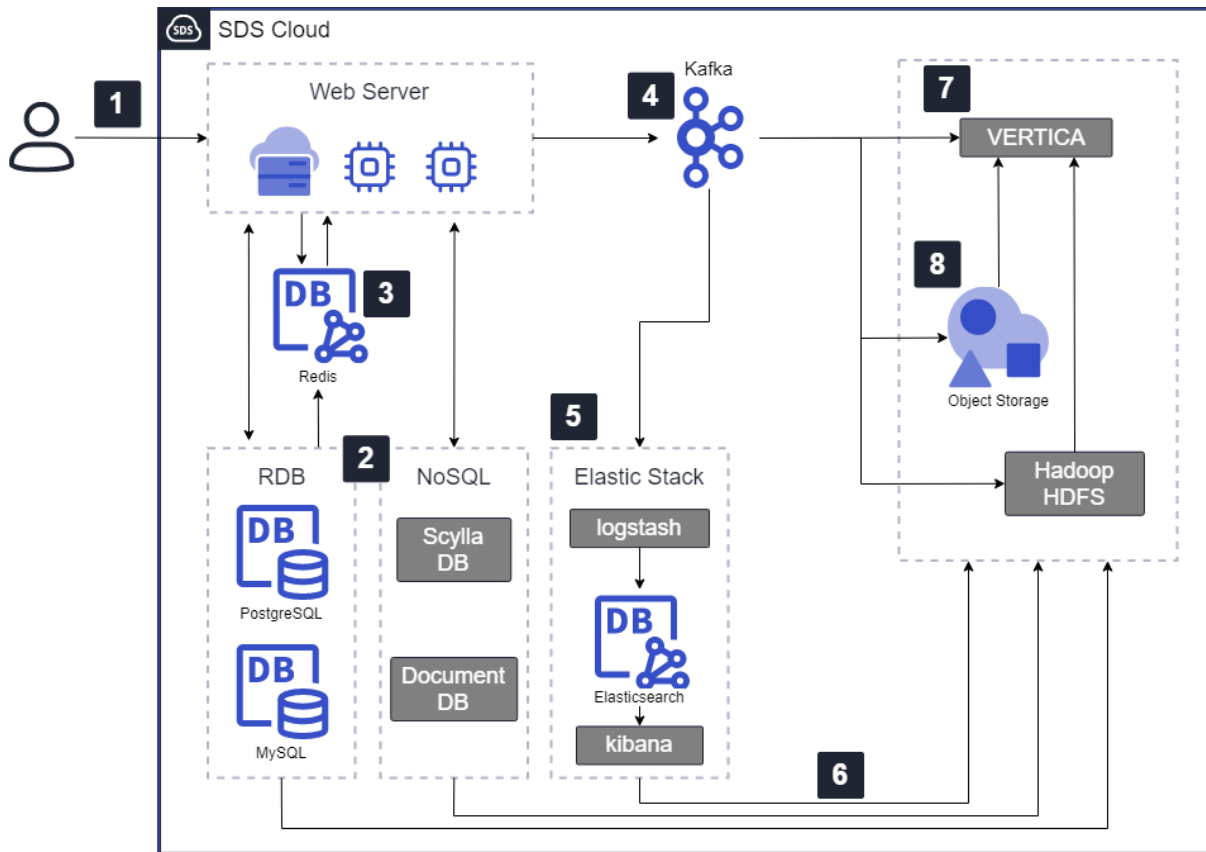 SDS
SDS Cloud
1
Web Server
4
Kafka
7
VERTICA
3
DB
Redis
8
Object Storage
2
5
RDB
NoSQL
Elastic Stack
Hadoop
HDFS
DB
PostgreSQL
Scylla
DB
logstash
DB
Elasticsearch
DB
MySQL
Document
DB
kibana
6